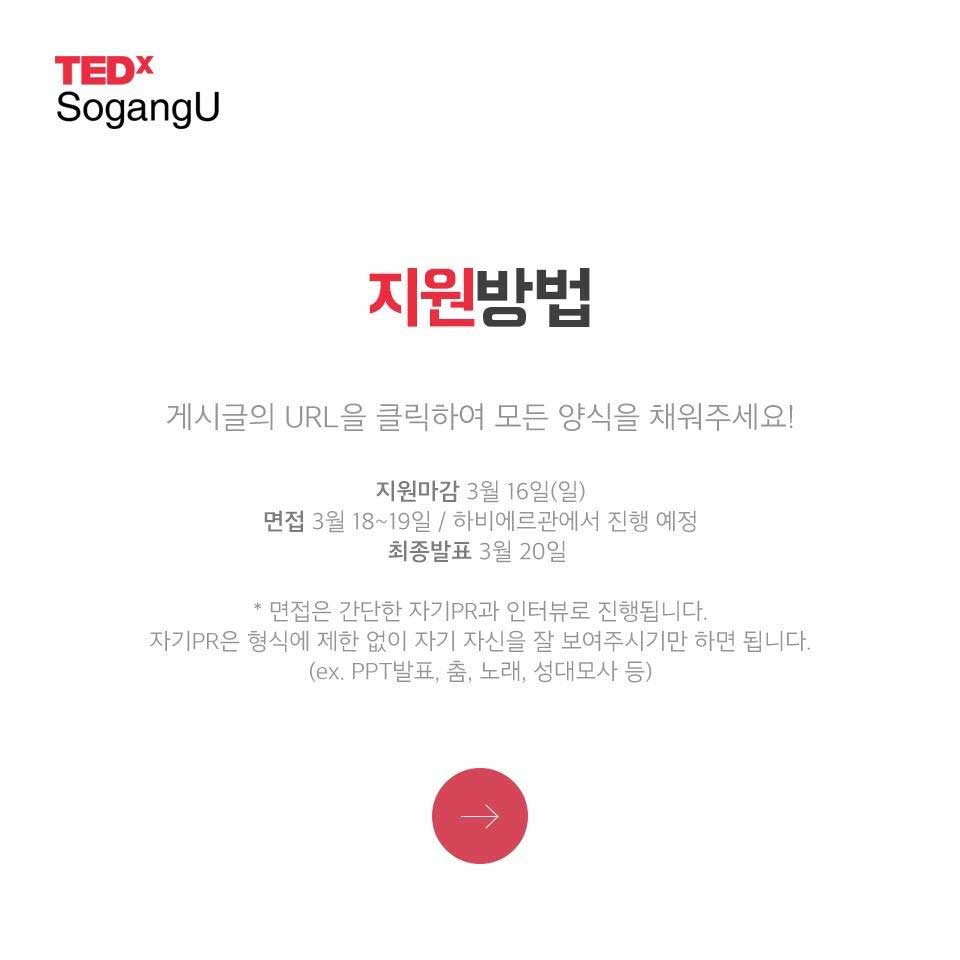 TEDx
SogangU
지원방법
게시글의 URL을 클릭하여 모든 양식을 채워주세요!
지원마감 3월 16일(일)
면접 3월 18~19일 / 하비에르관에서 진행 예정
최종발표 3월 20일
* 면접은 간단한 자기PR과 인터뷰로 진행됩니다.
자기PR은 형식에 제한 없이 자기 자신을 잘 보여주시기만 하면 됩니다.
(ex. PPT발표, 춤, 노래, 성대모사 등)